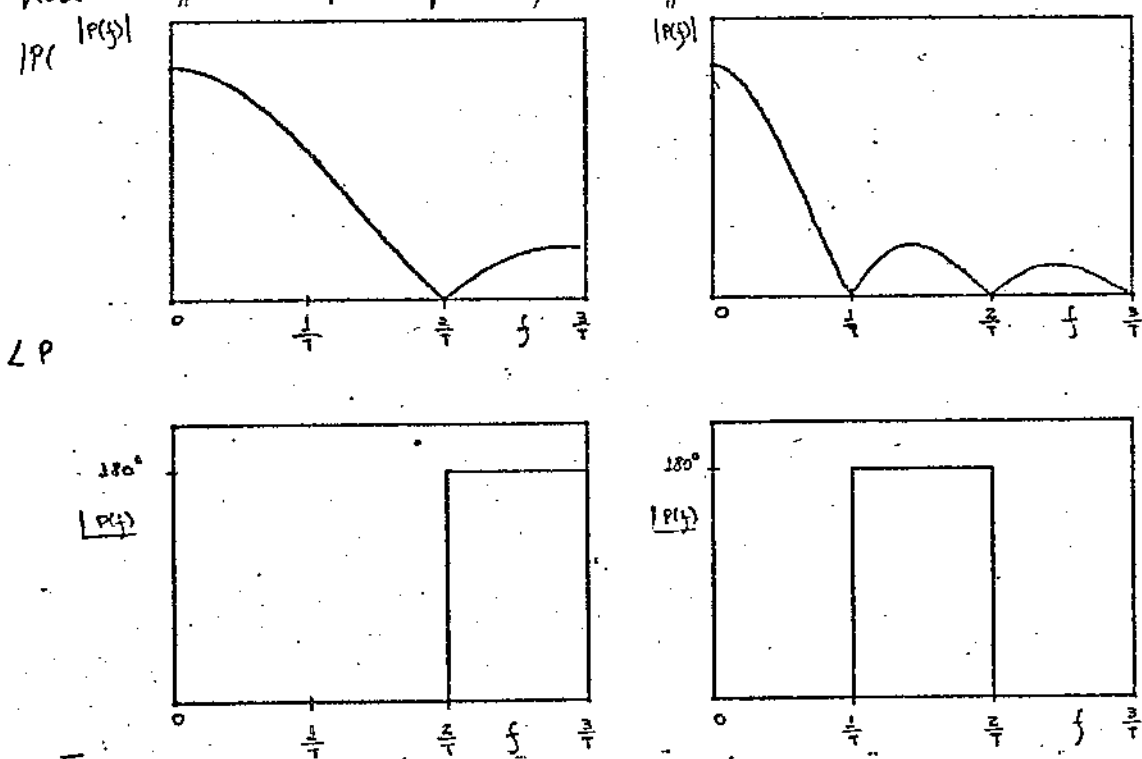 |P(f)| |P(f)|
|P(
0 1/T 2/T f 3/T 0 1/T 2/T f 3/T
∠ P
180° 180°
|P(f) |P(f)
0 1/T 2/T f 3/T 0 1/T 2/T f 3/T